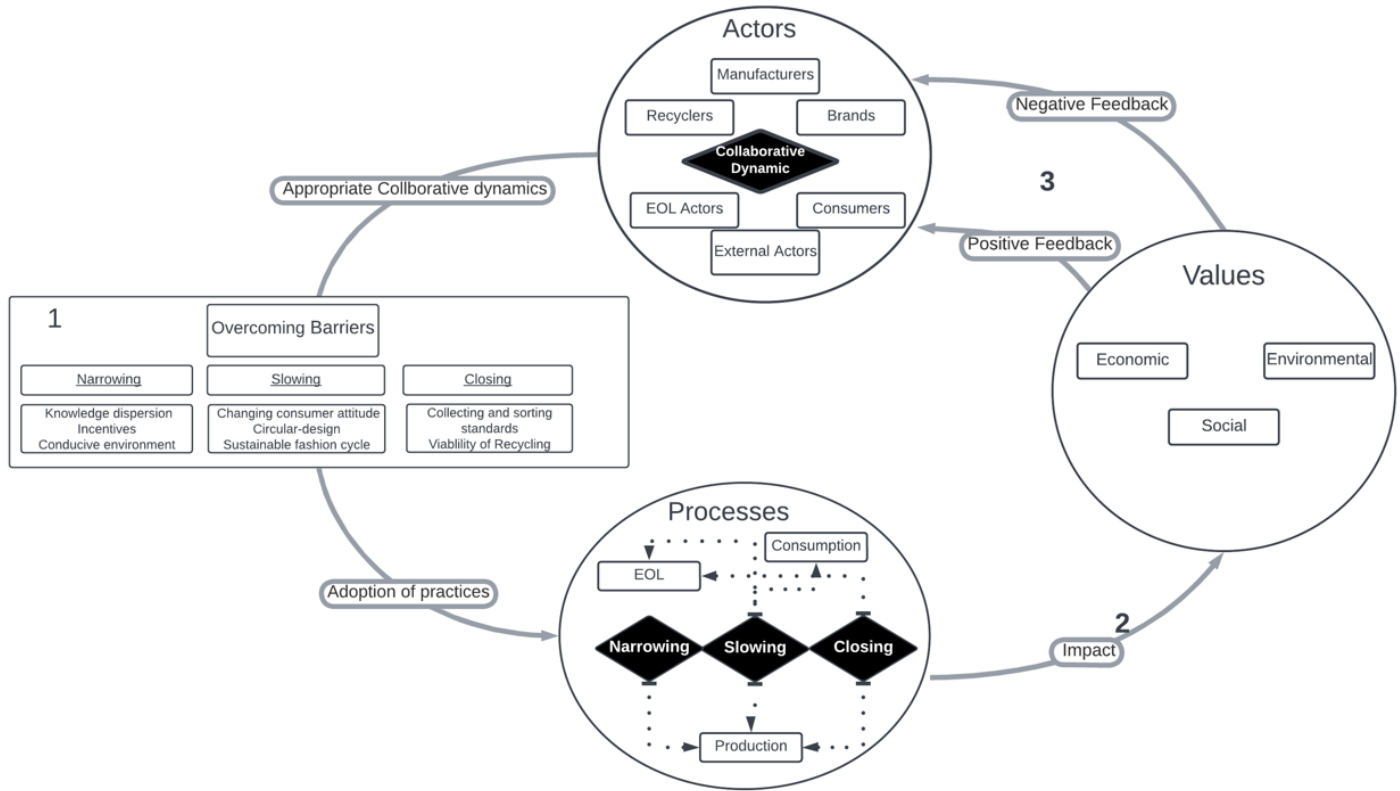 Actors
Manufacturers
Recyclers
Brands
Collaborative
Dynamic
EOL Actors
Consumers
External Actors
Negative Feedback
3
Positive Feedback
Appropriate Collborative dynamics
Values
Economic
Environmental
Social
1
Overcoming Barriers
Narrowing
Slowing
Closing
Knowledge dispersion
Incentives
Conducive environment
Changing consumer attitude
Circular-design
Sustainable fashion cycle
Collecting and sorting
standards
Viablility of Recycling
Adoption of practices
Processes
Consumption
EOL
Narrowing
Slowing
Closing
Production
2
Impact